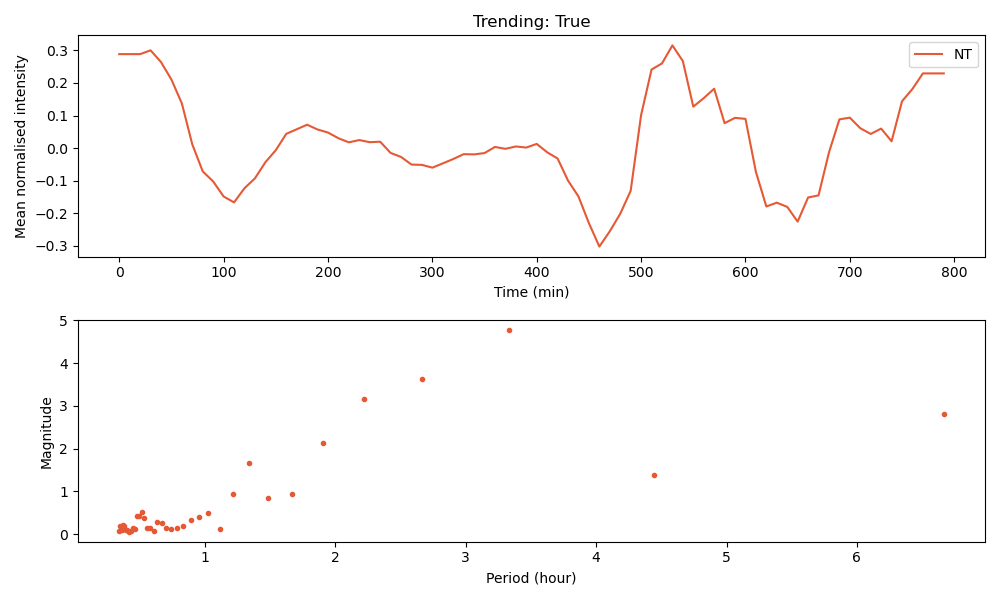 Trending: True
Mean normalised intensity
0.3
0.2
0.1
0.0
−0.1
−0.2
−0.3
NT
0 100 200 300 400 500 600 700 800
Time (min)
Magnitude
5
4
3
2
1
0
1 2 3 4 5 6
Period (hour)